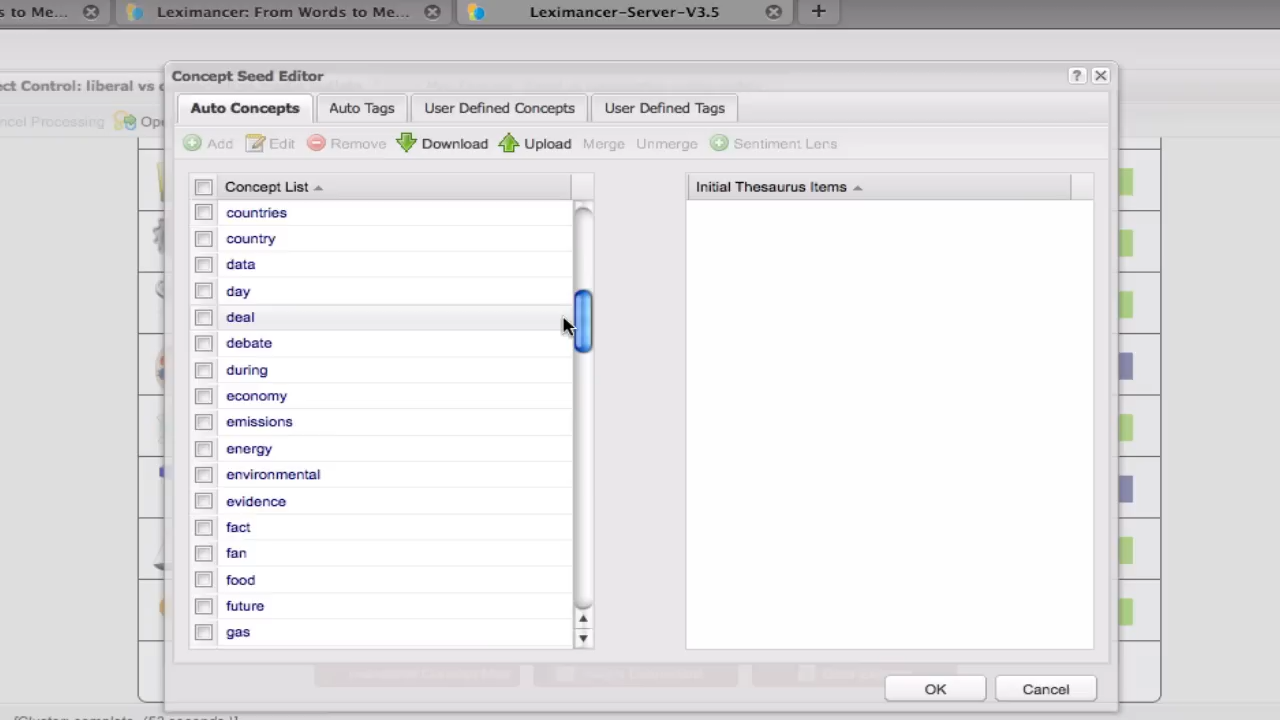 s to Me...
Leximancer: From Words to Me...
Leximancer-Server-V3.5
ect Control: liberal vs
Concept Seed Editor
ncel Processing
Auto Concepts
Auto Tags
User Defined Concepts
User Defined Tags
Add
Edit
Remove
Download
Upload
Merge
Unmerge
Sentiment Lens
Concept List
Initial Thesaurus Items
countries
country
data
day
deal
debate
during
economy
emissions
energy
environmental
evidence
fact
fan
food
future
gas
OK
Cancel